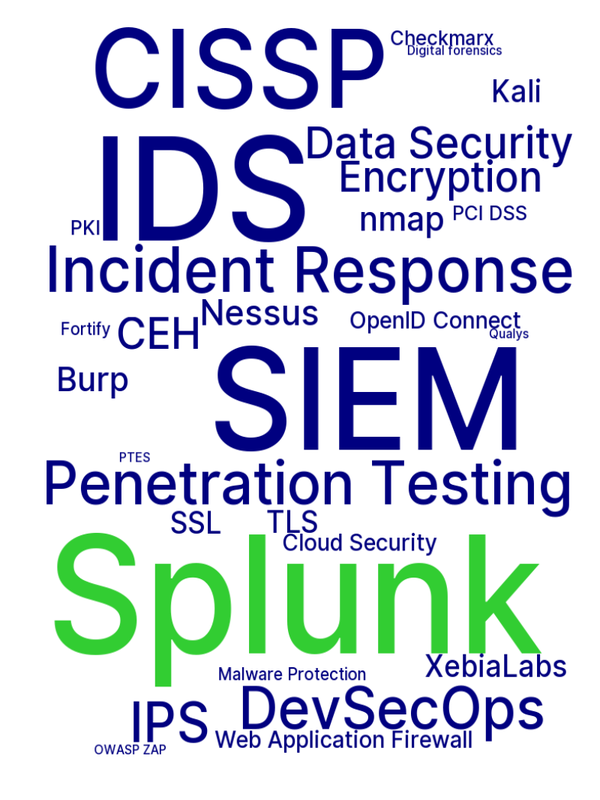 CISSP
Checkmarx
Digital forensics
Kali
IDS
Data Security
Encryption
nmap
PCI DSS
PKI
Incident Response
Nessus
OpenID Connect
Fortify
CEH
Qualys
Burp
SIEM
PTES
Penetration Testing
SSL
TLS
Cloud Security
Splunk
XebiaLabs
Malware Protection
IPS
DevSecOps
Web Application Firewall
OWASP ZAP